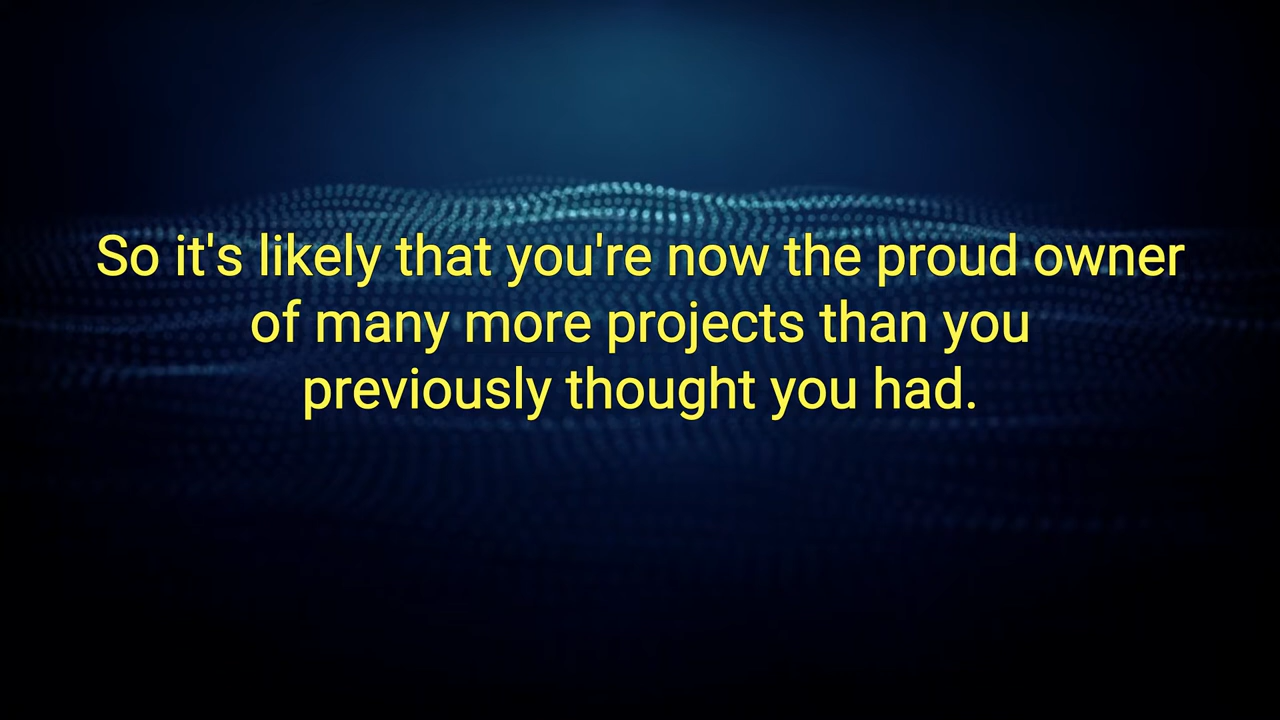 So it's likely that you're now the proud owner
of many more projects than you
previously thought you had.